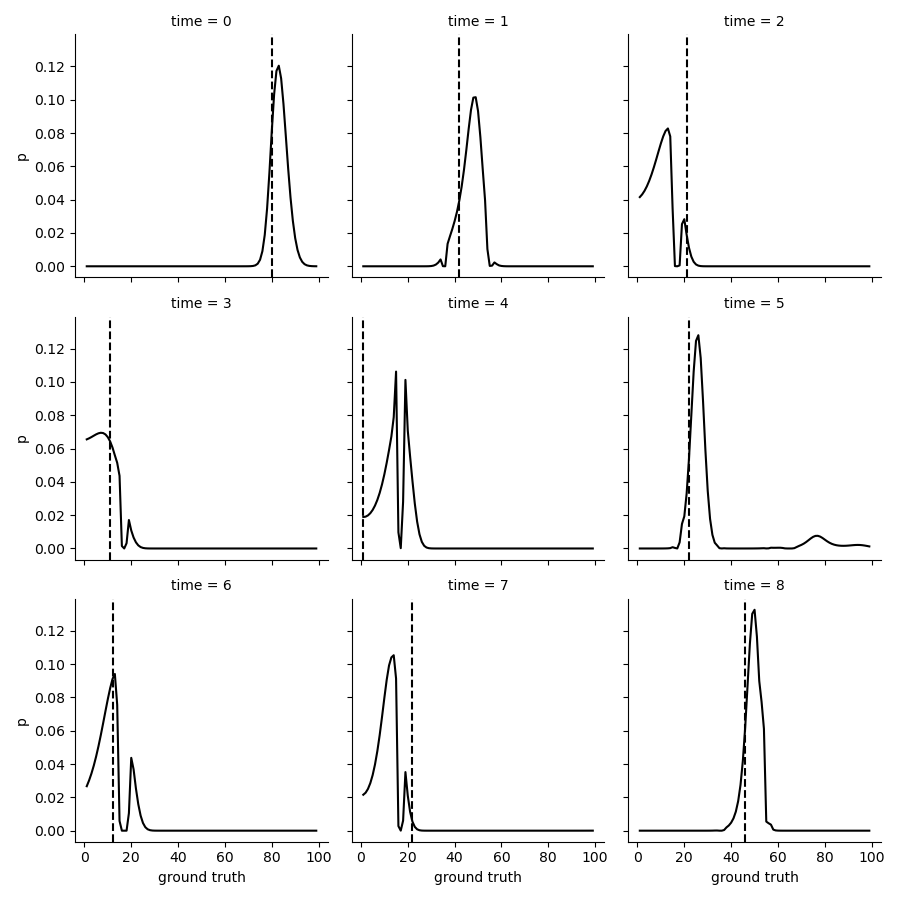 time = 0 time = 1 time = 2
0.12
0.10
0.08
0.06
0.04
0.02
0.00
p
time = 3 time = 4 time = 5
0.12
0.10
0.08
0.06
0.04
0.02
0.00
p
time = 6 time = 7 time = 8
0.12
0.10
0.08
0.06
0.04
0.02
0.00
p
0 20 40 60 80 100 0 20 40 60 80 100 0 20 40 60 80 100
ground truth ground truth ground truth